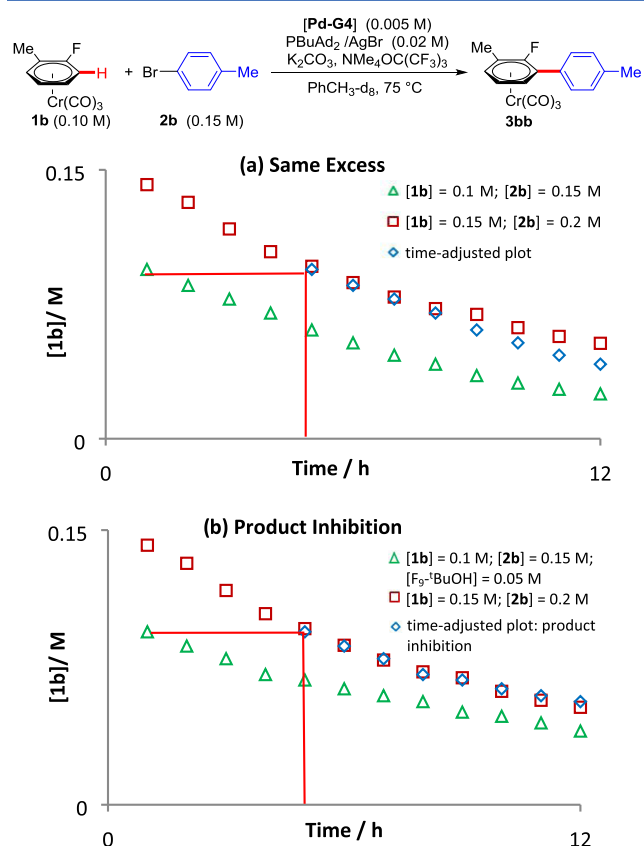 [Pd-G4] (0.005 M)
PBuAd2 /AgBr (0.02 M)
K2CO3, NMe4OC(CF3)3
PhCH3-d8, 75 °C
Me
F
H
Cr(CO)3
1b (0.10 M)
+
Br
Me
2b (0.15 M)
Me
F
Me
Cr(CO)3
3bb
(a) Same Excess
0.15
[1b] = 0.1 M; [2b] = 0.15 M
[1b] = 0.15 M; [2b] = 0.2 M
time-adjusted plot
[1b]/ M
0
0
Time / h
12
(b) Product Inhibition
0.15
[1b] = 0.1 M; [2b] = 0.15 M;
[F9-tBuOH] = 0.05 M
[1b] = 0.15 M; [2b] = 0.2 M
time-adjusted plot: product
inhibition
[1b]/ M
0
0
Time / h
12